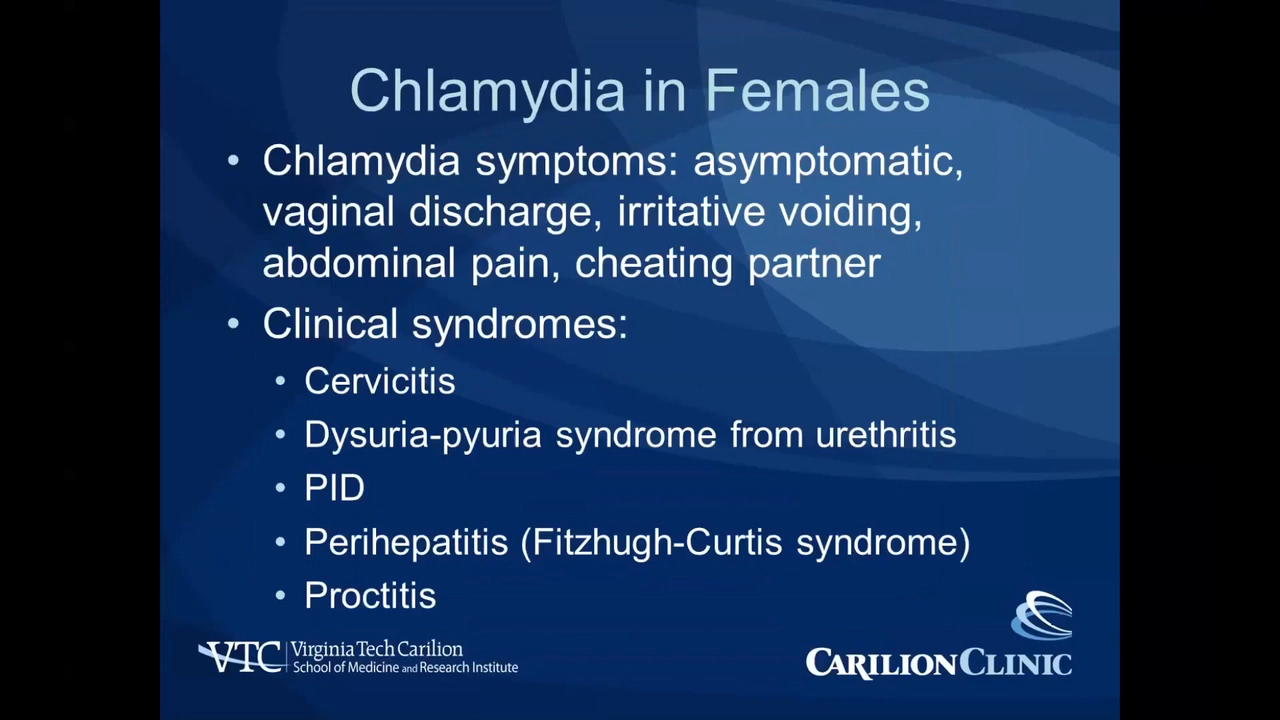 Chlamydia in Females
• Chlamydia symptoms: asymptomatic,
vaginal discharge, irritative voiding,
abdominal pain, cheating partner
• Clinical syndromes:
• Cervicitis
• Dysuria-pyuria syndrome from urethritis
• PID
• Perihepatitis (Fitzhugh-Curtis syndrome)
• Proctitis
VTC Virginia Tech Carilion
School of Medicine and Research Institute
CARILION CLINIC